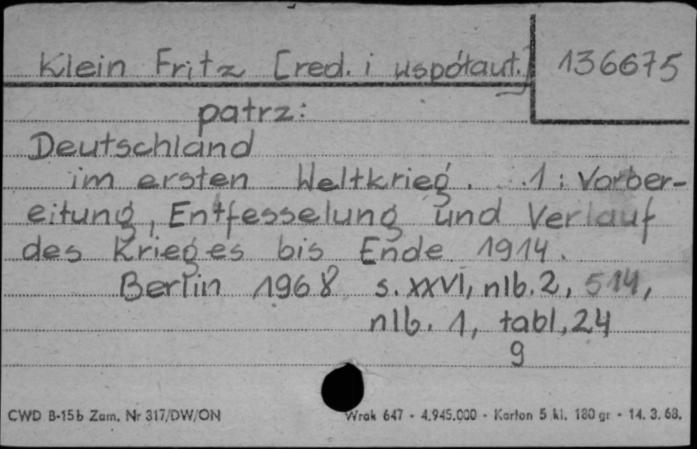 Klein Fritz [red. i współaut.] 136675
patrz:
Deutschland
im ersten Weltkrieg. 1: Vorber-
eitung, Entfesselung und Verlauf
des Krieges bis Ende 1914.
Berlin 1968 s. XXVI, nlb. 2, 514,
nlb. 1, tabl, 24
9
CWD B-15b Zam. Nr 317/DW/ON Wrak 647 - 4.945.000 - Karton 5 kl. 180 gr - 14. 3. 68.